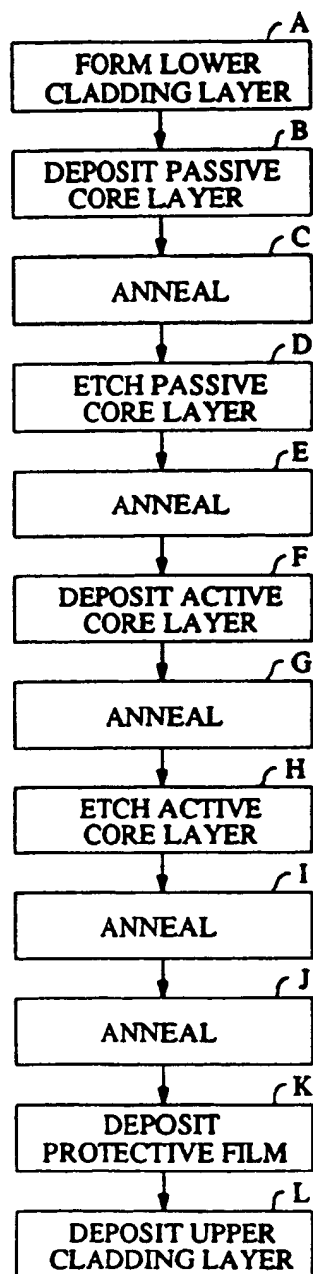 A
FORM LOWER
CLADDING LAYER
B
DEPOSIT PASSIVE
CORE LAYER
C
ANNEAL
D
ETCH PASSIVE
CORE LAYER
E
ANNEAL
F
DEPOSIT ACTIVE
CORE LAYER
G
ANNEAL
H
ETCH ACTIVE
CORE LAYER
I
ANNEAL
J
ANNEAL
K
DEPOSIT
PROTECTIVE FILM
L
DEPOSIT UPPER
CLADDING LAYER